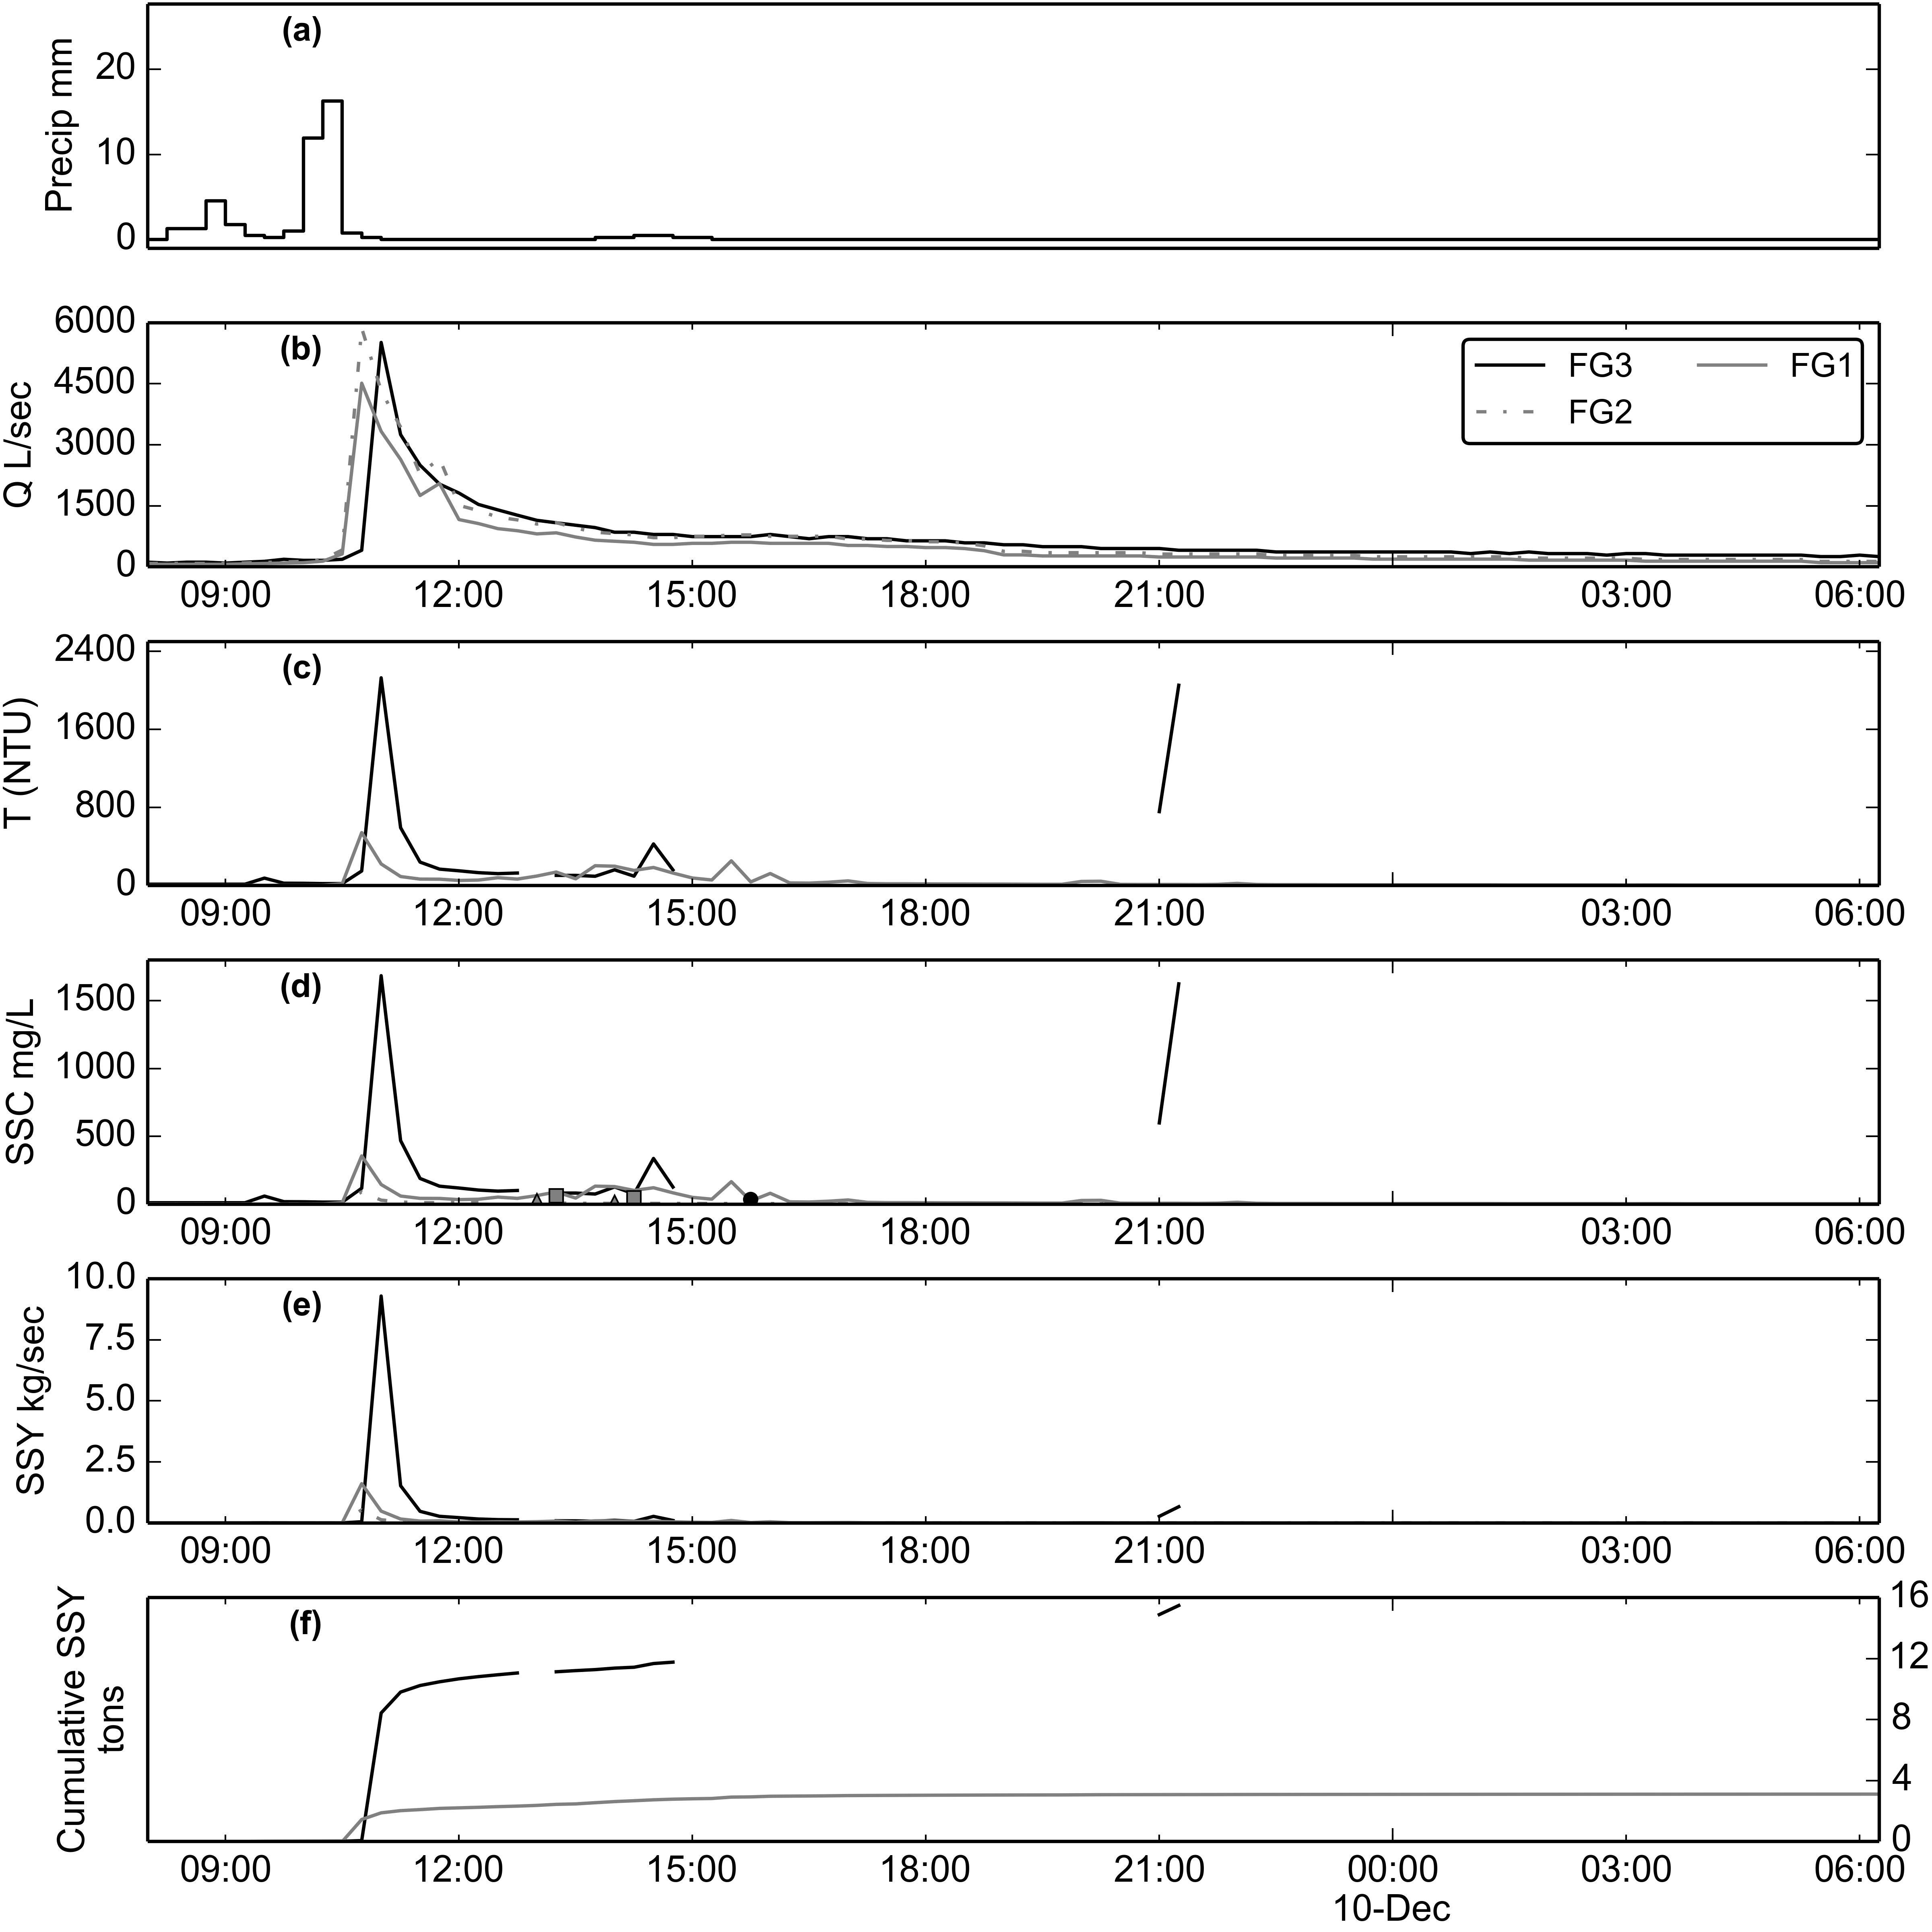 (a)
Precip mm
20
10
0
(b)
Q L/sec
6000
4500
3000
1500
0
FG3 FG1
FG2
09:00 12:00 15:00 18:00 21:00 03:00 06:00
(c)
T (NTU)
2400
1600
800
0
09:00 12:00 15:00 18:00 21:00 03:00 06:00
(d)
SSC mg/L
1500
1000
500
0
09:00 12:00 15:00 18:00 21:00 03:00 06:00
(e)
SSY kg/sec
10.0
7.5
5.0
2.5
0.0
09:00 12:00 15:00 18:00 21:00 03:00 06:00
(f)
Cumulative SSY
tons
16
12
8
4
0
09:00 12:00 15:00 18:00 21:00 00:00 03:00 06:00
10-Dec